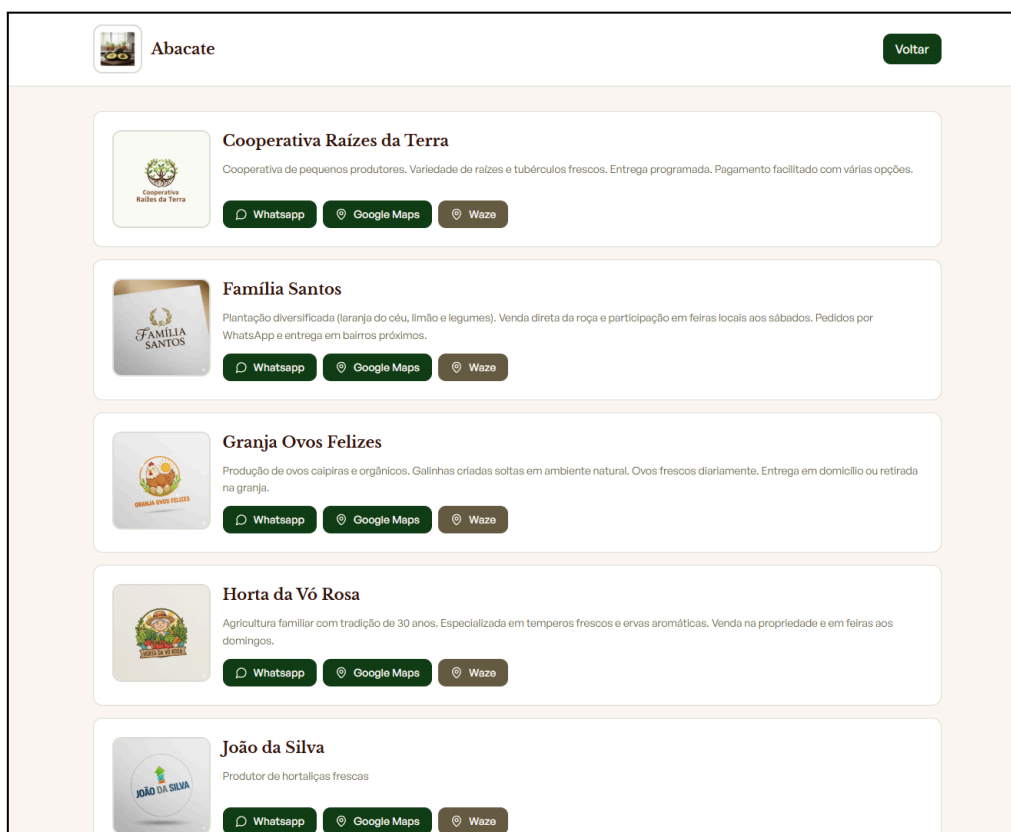 Abacate
Voltar
Cooperativa Raízes da Terra
Cooperativa de pequenos produtores. Variedade de raízes e tubérculos frescos. Entrega programada. Pagamento facilitado com várias opções.
Cooperativa
Raízes da Terra
Whatsapp Google Maps Waze
Família Santos
Plantação diversificada (laranja do céu, limão e legumes). Venda direta da roça e participação em feiras locais aos sábados. Pedidos por
WhatsApp e entrega em bairros próximos.
FAMÍLIA
SANTOS
Whatsapp Google Maps Waze
Granja Ovos Felizes
Produção de ovos caipiras e orgânicos. Galinhas criadas soltas em ambiente natural. Ovos frescos diariamente. Entrega em domicílio ou retirada
na granja.
GRANJA OVOS FELIZES
Whatsapp Google Maps Waze
Horta da Vó Rosa
Agricultura familiar com tradição de 30 anos. Especializada em temperos frescos e ervas aromáticas. Venda na propriedade e em feiras aos
domingos.
HORTA DA VÓ ROSA
Whatsapp Google Maps Waze
João da Silva
Produtor de hortaliças frescas
JOÃO DA SILVA
Whatsapp Google Maps Waze